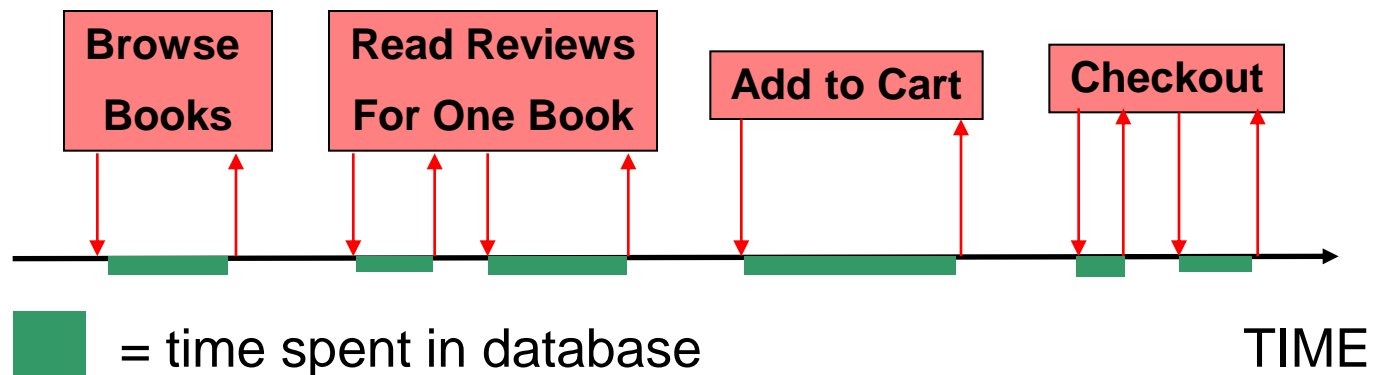 Browse
Books
Read Reviews
For One Book
Add to Cart
Checkout
= time spent in database
TIME